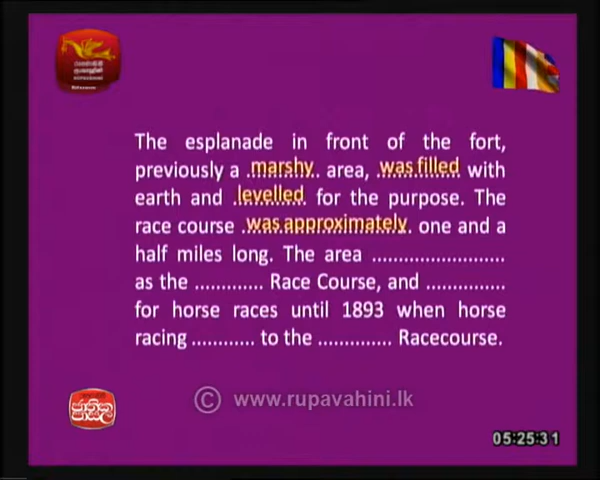 The esplanade in front of the fort,
previously a ..marshy.. area, ..was filled.. with
earth and ..levelled.. for the purpose. The
race course ..was approximately.. one and a
half miles long. The area .........................
as the ............. Race Course, and ...............
for horse races until 1893 when horse
racing ............ to the .............. Racecourse.
© www.rupavahini.lk
05:25:31